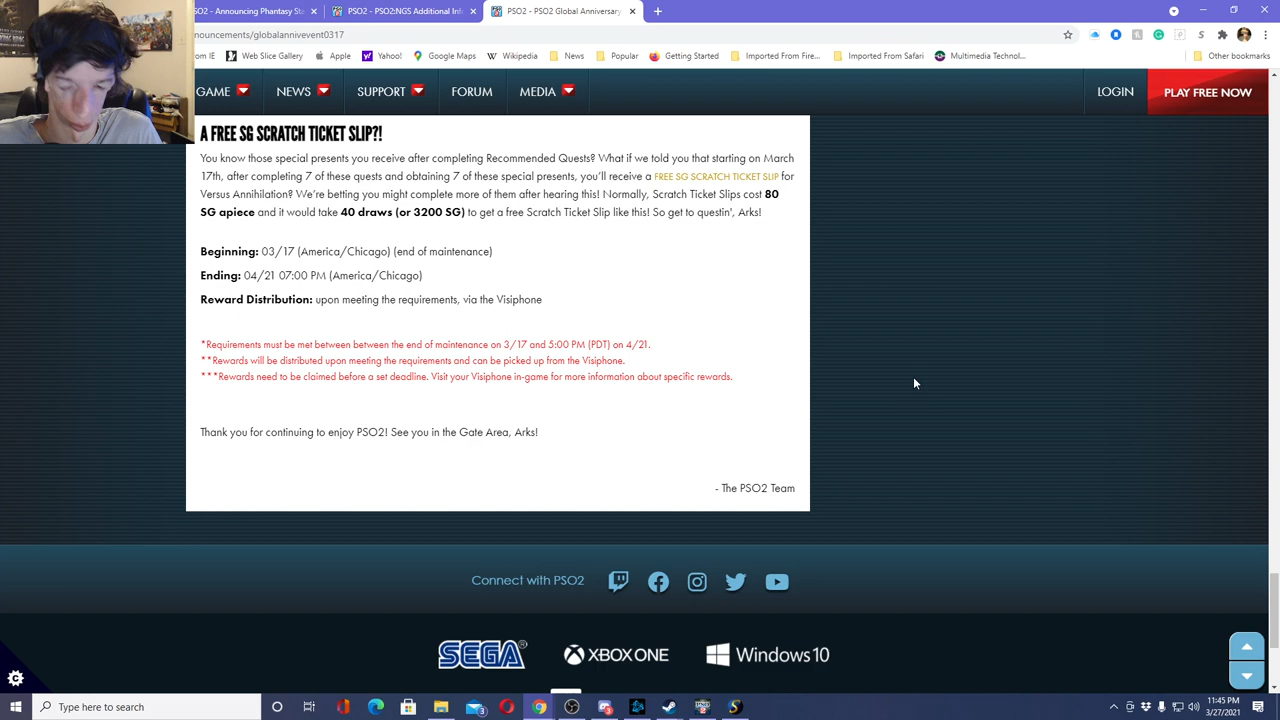 SO2 - Announcing Phantasy Sta
PSO2 - PSO2:NGS Additional Inf
PSO2 - PSO2 Global Anniversary
nouncements/globalannivevent0317
om IE
Web Slice Gallery
Apple
Yahoo!
Google Maps
Wikipedia
News
Popular
Getting Started
Imported From Fire...
Imported From Safari
Multimedia Technol...
Other bookmarks
GAME
NEWS
SUPPORT
FORUM
MEDIA
LOGIN
PLAY FREE NOW
A FREE SG SCRATCH TICKET SLIP?!
You know those special presents you receive after completing Recommended Quests? What if we told you that starting on March
17th, after completing 7 of these quests and obtaining 7 of these special presents, you'll receive a FREE SG SCRATCH TICKET SLIP for
Versus Annihilation? We're betting you might complete more of them after hearing this! Normally, Scratch Ticket Slips cost 80
SG apiece and it would take 40 draws (or 3200 SG) to get a free Scratch Ticket Slip like this! So get to questin', Arks!
Beginning: 03/17 (America/Chicago) (end of maintenance)
Ending: 04/21 07:00 PM (America/Chicago)
Reward Distribution: upon meeting the requirements, via the Visiphone
*Requirements must be met between between the end of maintenance on 3/17 and 5:00 PM (PDT) on 4/21.
**Rewards will be distributed upon meeting the requirements and can be picked up from the Visiphone.
***Rewards need to be claimed before a set deadline. Visit your Visiphone in-game for more information about specific rewards.
Thank you for continuing to enjoy PSO2! See you in the Gate Area, Arks!
- The PSO2 Team
Connect with PSO2
SEGA
XBOX ONE
Windows 10
Type here to search
11:45 PM
3/27/2021